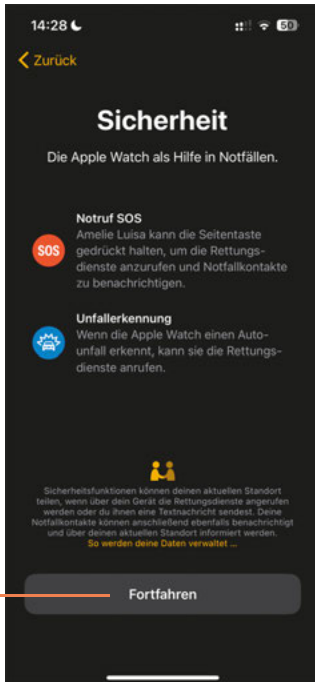 14:28
50
Zurück
Sicherheit
Die Apple Watch als Hilfe in Notfällen.
Notruf SOS
SOS
Amelie Luisa kann die Seitentaste
gedrückt halten, um die Rettungs-
dienste anzurufen und Notfallkontakte
zu benachrichtigen.
Unfallerkennung
Wenn die Apple Watch einen Auto-
unfall erkennt, kann sie die Rettungs-
dienste anrufen.
Sicherheitsfunktionen können deinen aktuellen Standort
teilen, wenn über dein Gerät die Rettungsdienste angerufen
werden oder du ihnen eine Textnachricht sendest. Deine
Notfallkontakte können anschließend ebenfalls benachrichtigt
und über deinen aktuellen Standort informiert werden.
So werden deine Daten verwaltet ...
Fortfahren